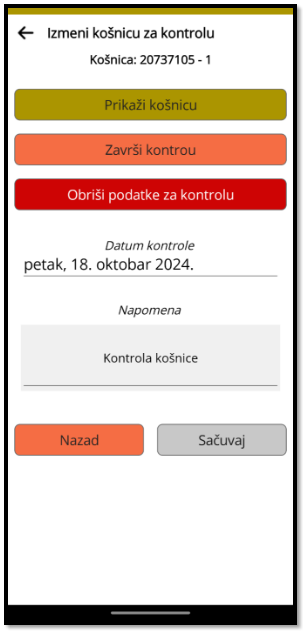 Izmeni košnicu za kontrolu
Košnica: 20737105 - 1
Prikaži košnicu
Završi kontrou
Obriši podatke za kontrolu
Datum kontrole
petak, 18. oktobar 2024.
Napomena
Kontrola košnice
Nazad Sačuvaj